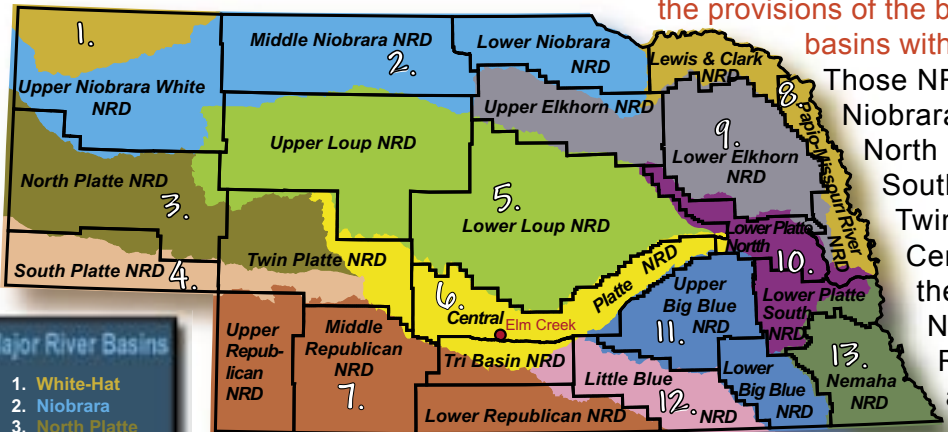 the provisions of the b
basins with
Those NR
Niobrara
North
South
Twin
Cen
the
N
1.
Middle Niobrara NRD
2.
Lower Niobrara
NRD
Lewis & Clark
NRD
8.
Upper Niobrara White
NRD
Upper Elkhorn NRD
9.
Lower Elkhorn
NRD
Papio-Missouri River
NRD
Upper Loup NRD
North Platte NRD
3.
5.
Lower Loup NRD
Lower Platte
Nortth
10.
South Platte NRD
4.
Twin Platte NRD
6.
Central
Platte NRD
Elm Creek
Upper
Big Blue
NRD
11.
Lower Platte
South
NRD
Upper
Repub-
lican
NRD
Middle
Republican
NRD
7.
Tri Basin NRD
Little Blue
12.
NRD
Lower
Big Blue
NRD
13.
Nemaha
NRD
Lower Republican NRD
ajor River Basins
1. White-Hat
2. Niobrara
3. North Platte